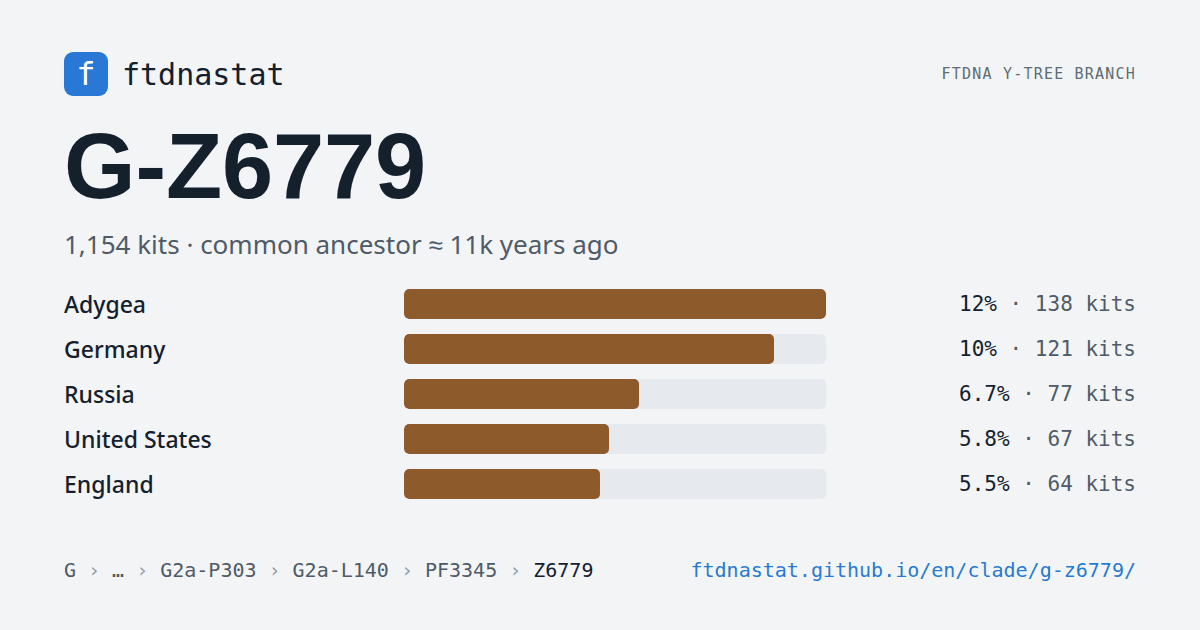 f ftdnastat
FTDNA Y-TREE BRANCH
G-Z6779
1,154 kits · common ancestor ≈ 11k years ago
Adygea 12% · 138 kits
Germany 10% · 121 kits
Russia 6.7% · 77 kits
United States 5.8% · 67 kits
England 5.5% · 64 kits
G › … › G2a-P303 › G2a-L140 › PF3345 › Z6779
ftdnastat.github.io/en/clade/g-z6779/